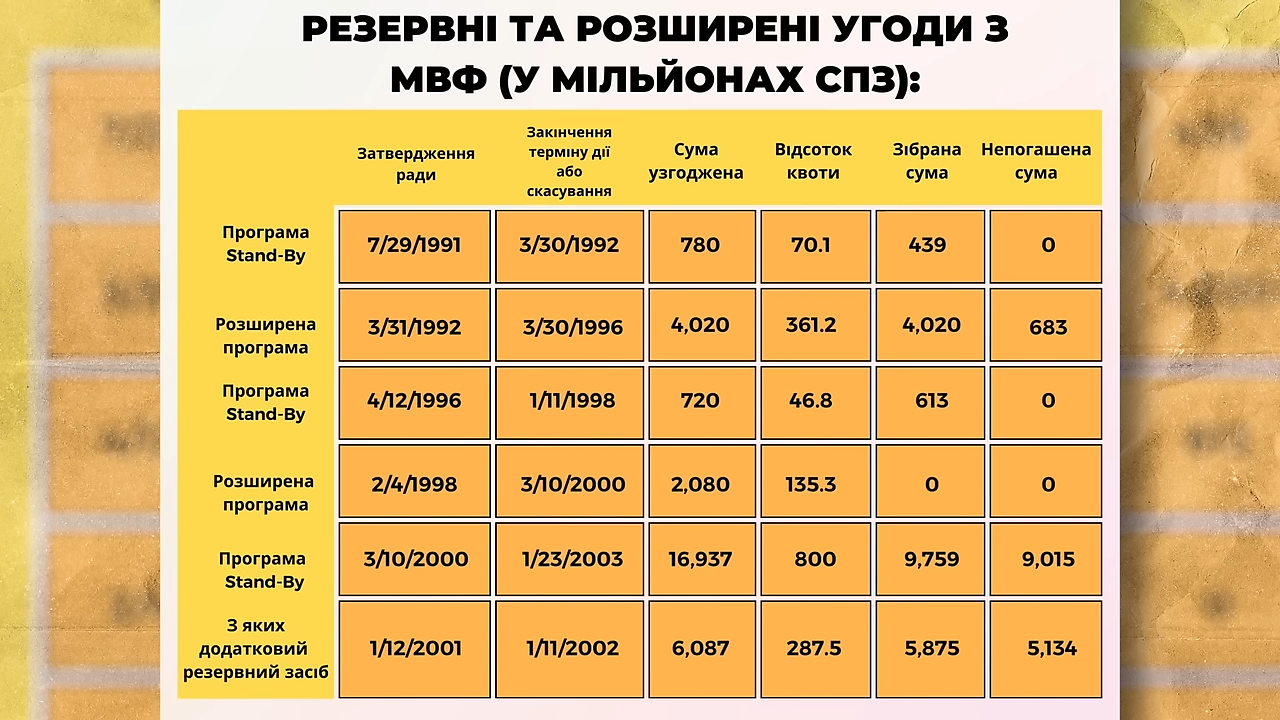 РЕЗЕРВНІ ТА РОЗШИРЕНІ УГОДИ З
МВФ (У МІЛЬЙОНАХ СПЗ):
Затвердження
ради
Закінчення
терміну дії
або
скасування
Сума
узгоджена
Відсоток
квоти
Зібрана
сума
Непогашена
сума
Програма
Stand-By
7/29/1991 3/30/1992 780 70.1 439 0
Розширена
програма
3/31/1992 3/30/1996 4,020 361.2 4,020 683
Програма
Stand-By
4/12/1996 1/11/1998 720 46.8 613 0
Розширена
програма
2/4/1998 3/10/2000 2,080 135.3 0 0
Програма
Stand-By
3/10/2000 1/23/2003 16,937 800 9,759 9,015
З яких
додатковий
резервний засіб
1/12/2001 1/11/2002 6,087 287.5 5,875 5,134